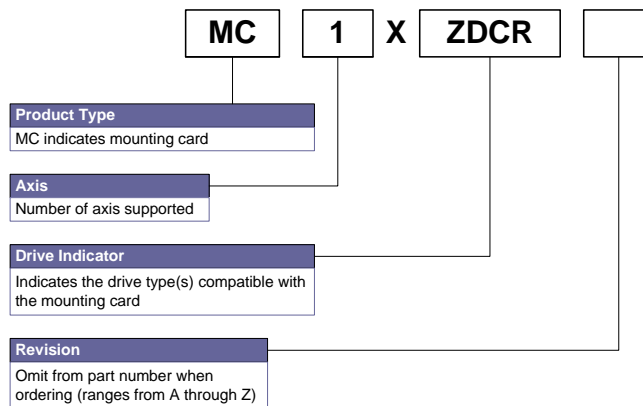 MC 1 X ZDCR
Product Type
MC indicates mounting card
Axis
Number of axis supported
Drive Indicator
Indicates the drive type(s) compatible with
the mounting card
Revision
Omit from part number when
ordering (ranges from A through Z)